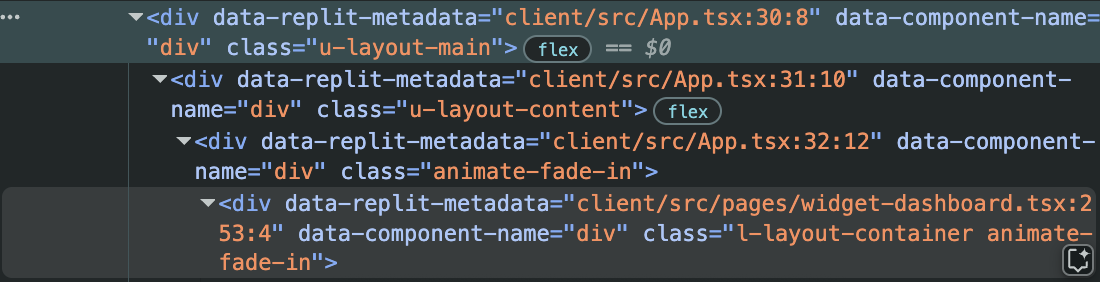 <div data-replit-metadata="client/src/App.tsx:30:8" data-component-name=
"div" class="u-layout-main"> flex == $0
<div data-replit-metadata="client/src/App.tsx:31:10" data-component-
name="div" class="u-layout-content"> flex
<div data-replit-metadata="client/src/App.tsx:32:12" data-component-
name="div" class="animate-fade-in">
<div data-replit-metadata="client/src/pages/widget-dashboard.tsx:2
53:4" data-component-name="div" class="l-layout-container animate-
fade-in">